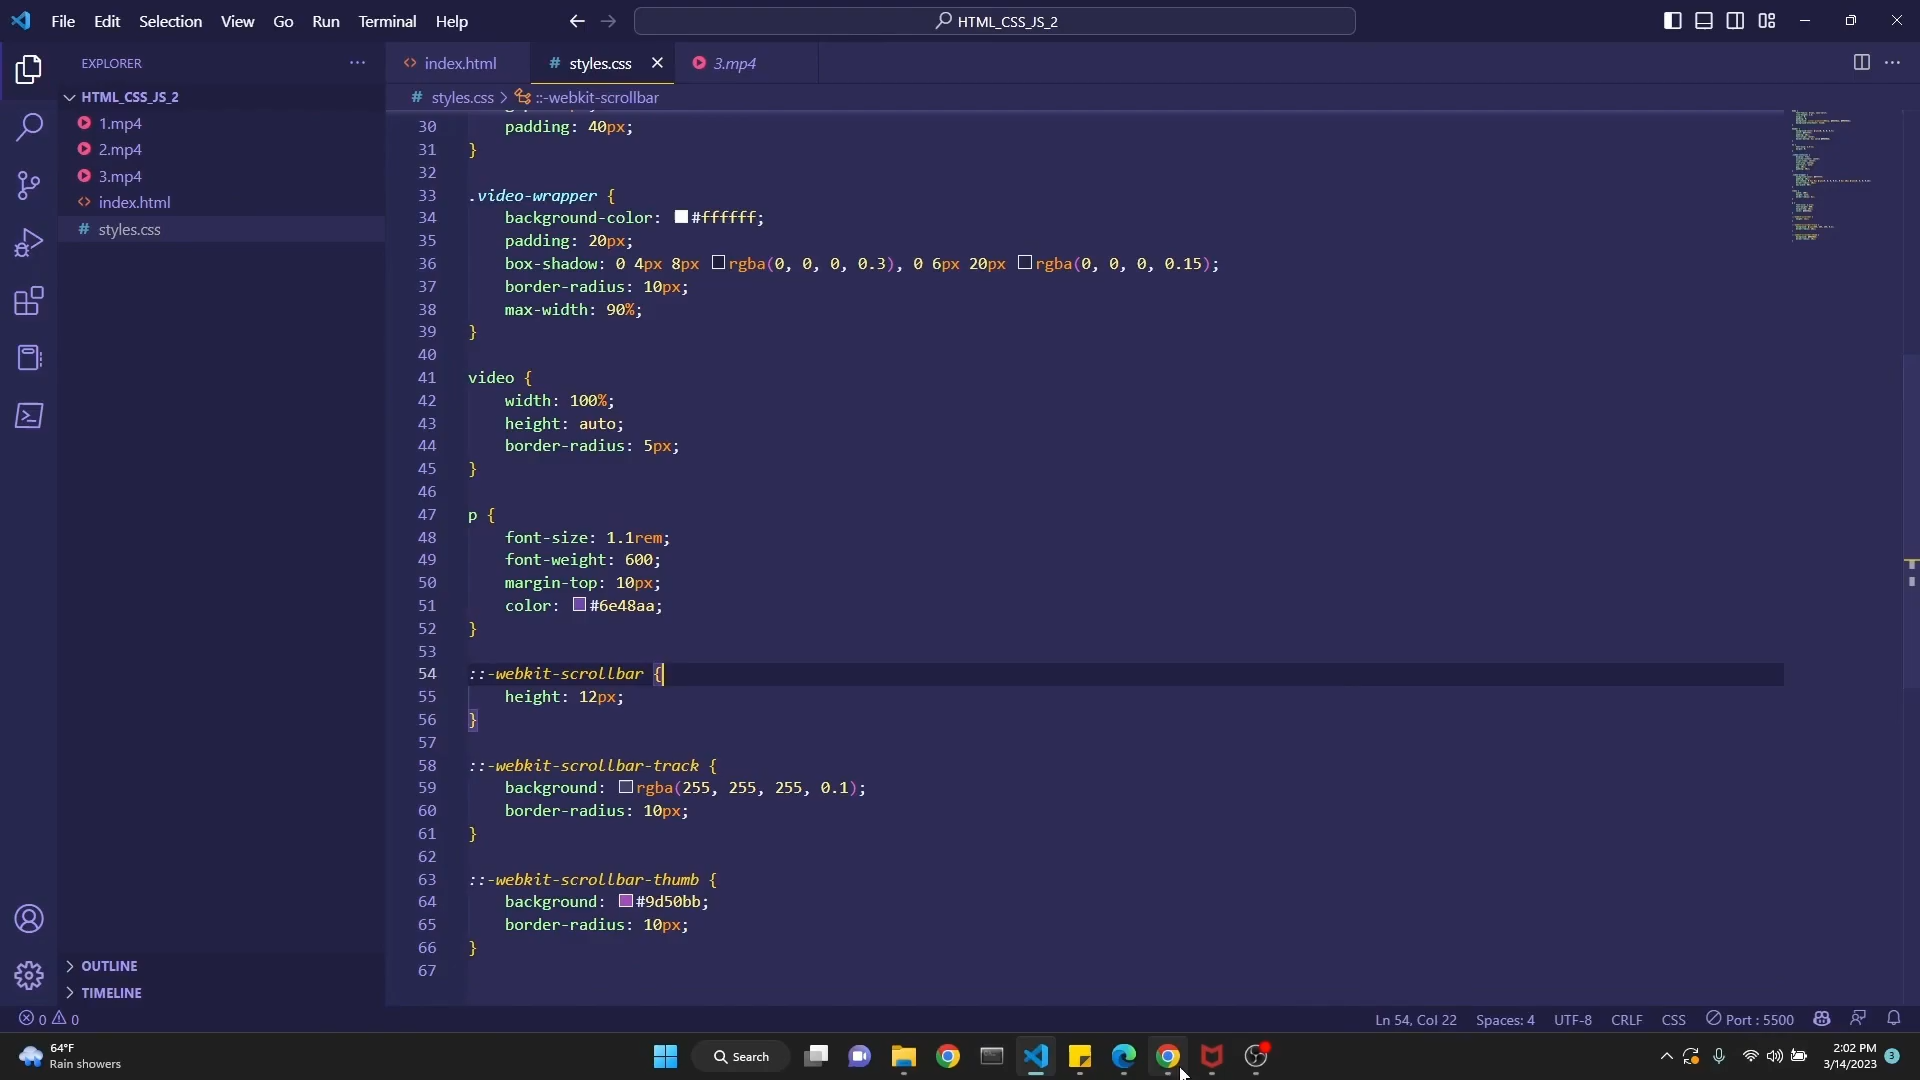 File Edit Selection View Go Run Terminal Help
HTML_CSS_JS_2
EXPLORER
HTML_CSS_JS_2
1.mp4
2.mp4
3.mp4
index.html
styles.css
OUTLINE
TIMELINE
index.html
styles.css
3.mp4
styles.css > ::-webkit-scrollbar
30 padding: 40px;
31 }
32
33 .video-wrapper {
34 background-color: #ffffff;
35 padding: 20px;
36 box-shadow: 0 4px 8px rgba(0, 0, 0, 0.3), 0 6px 20px rgba(0, 0, 0, 0.15);
37 border-radius: 10px;
38 max-width: 90%;
39 }
40
41 video {
42 width: 100%;
43 height: auto;
44 border-radius: 5px;
45 }
46
47 p {
48 font-size: 1.1rem;
49 font-weight: 600;
50 margin-top: 10px;
51 color: #6e48aa;
52 }
53
54 ::-webkit-scrollbar {
55 height: 12px;
56 }
57
58 ::-webkit-scrollbar-track {
59 background: rgba(255, 255, 255, 0.1);
60 border-radius: 10px;
61 }
62
63 ::-webkit-scrollbar-thumb {
64 background: #9d50bb;
65 border-radius: 10px;
66 }
67
0 0
Ln 54, Col 22 Spaces: 4 UTF-8 CRLF CSS Port : 5500
64°F
Rain showers
Search
2:02 PM
3/14/2023
3